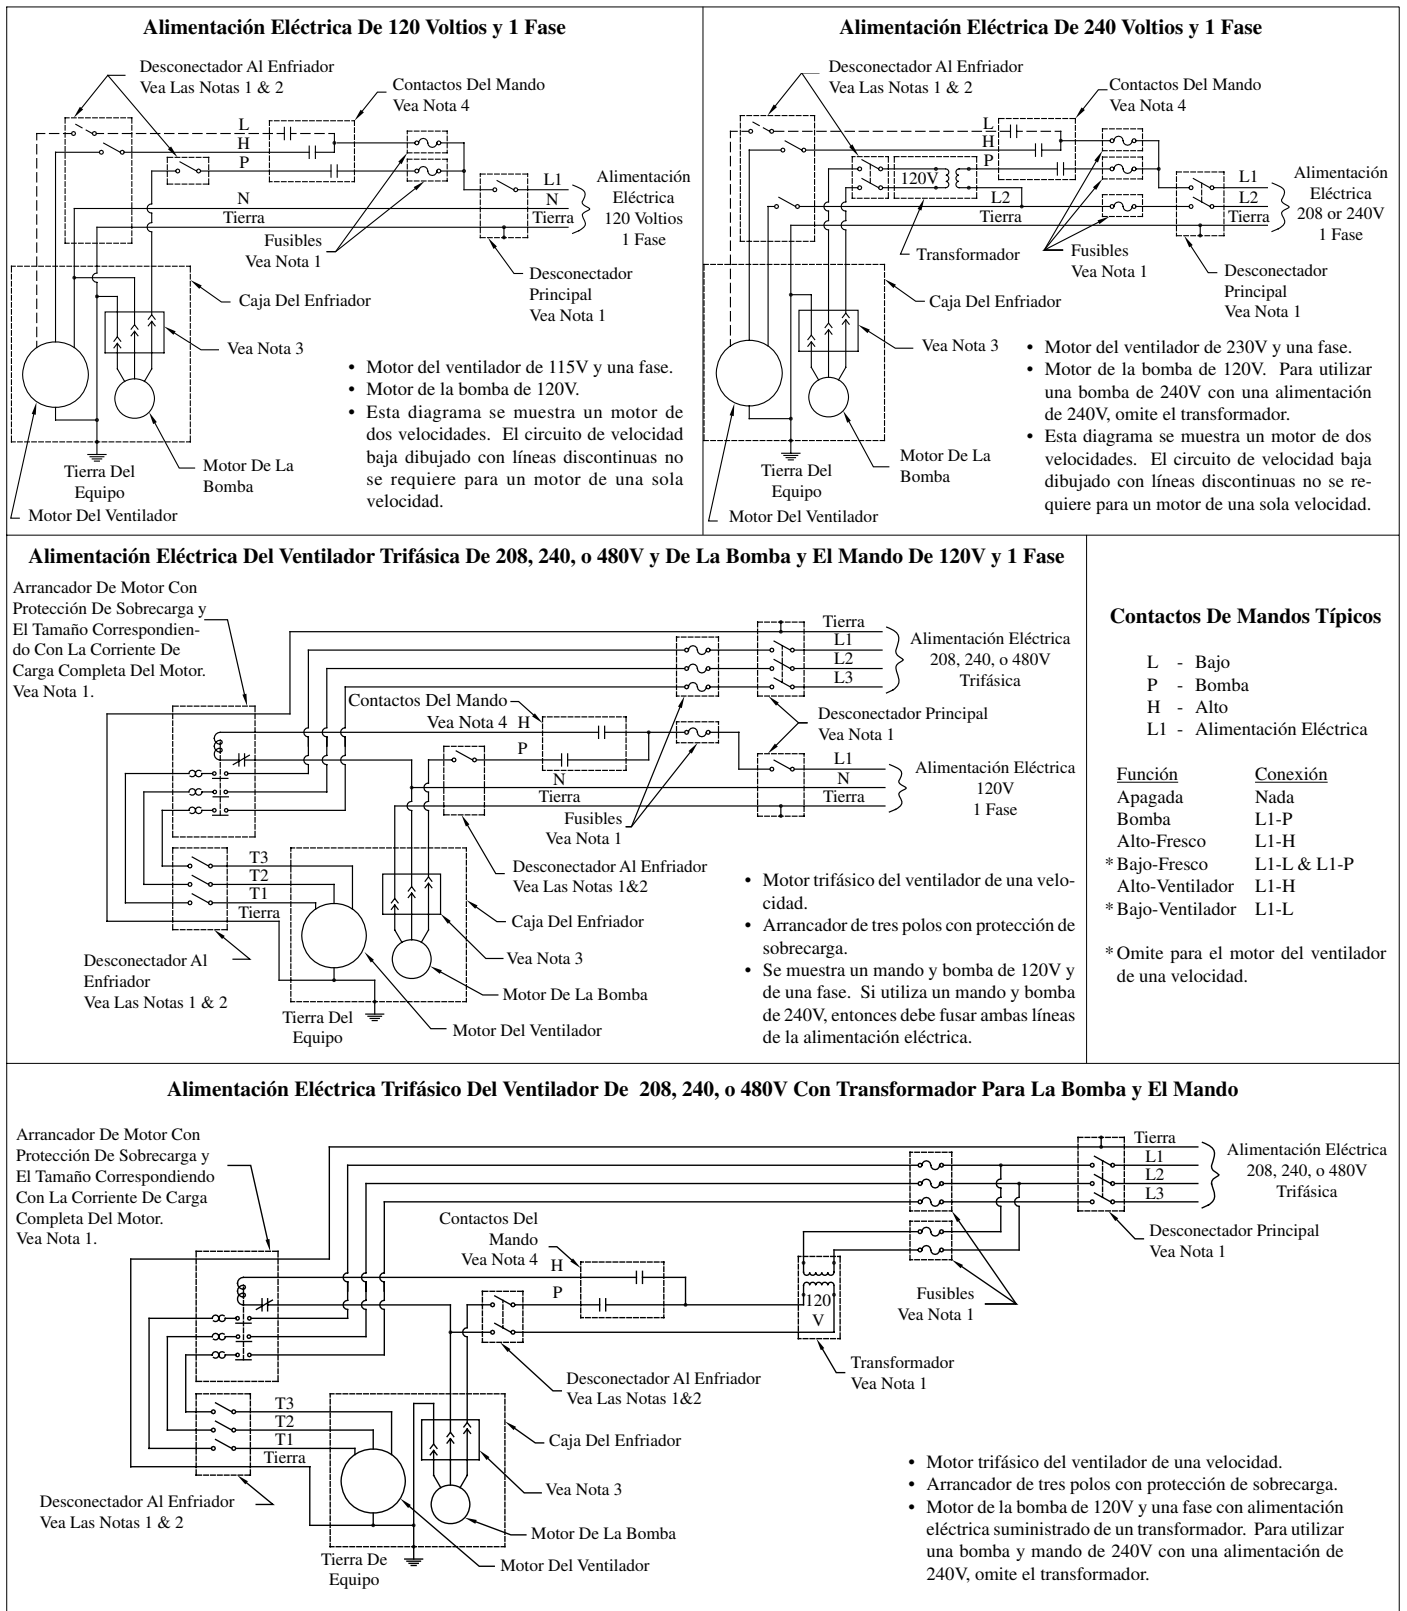 Alimentación Eléctrica De 120 Voltios y 1 Fase
Desconectador Al Enfriador
Vea Las Notas 1 & 2
Contactos Del Mando
Vea Nota 4
L
H
P
N
Tierra
L1
N
Tierra
Alimentación
Eléctrica
120 Voltios
1 Fase
Fusibles
Vea Nota 1
Desconectador
Principal
Vea Nota 1
Caja Del Enfriador
Vea Nota 3
• Motor del ventilador de 115V y una fase.
• Motor de la bomba de 120V.
• Esta diagrama se muestra un motor de
dos velocidades. El circuito de velocidad
baja dibujado con líneas discontinuas no
se requiere para un motor de una sola
velocidad.
Tierra Del
Equipo
Motor De La
Bomba
Motor Del Ventilador
Alimentación Eléctrica De 240 Voltios y 1 Fase
Desconectador Al Enfriador
Vea Las Notas 1 & 2
Contactos Del Mando
Vea Nota 4
L
H
P
120V
L2
Tierra
L1
L2
Tierra
Alimentación
Eléctrica
208 or 240V
1 Fase
Transformador
Fusibles
Vea Nota 1
Desconectador
Principal
Vea Nota 1
Caja Del Enfriador
Vea Nota 3
• Motor del ventilador de 230V y una fase.
• Motor de la bomba de 120V. Para utilizar
una bomba de 240V con una alimentación
de 240V, omite el transformador.
• Esta diagrama se muestra un motor de dos
velocidades. El circuito de velocidad baja
dibujado con líneas discontinuas no se re-
quiere para un motor de una sola velocidad.
Tierra Del
Equipo
Motor De La
Bomba
Motor Del Ventilador
Alimentación Eléctrica Del Ventilador Trifásica De 208, 240, o 480V y De La Bomba y El Mando De 120V y 1 Fase
Arrancador De Motor Con
Protección De Sobrecarga y
El Tamaño Correspondien-
do Con La Corriente De
Carga Completa Del Motor.
Vea Nota 1.
Tierra
L1
L2
L3
Alimentación Eléctrica
208, 240, o 480V
Trifásica
Contactos Del Mando
Vea Nota 4
H
P
N
Tierra
Desconectador Principal
Vea Nota 1
L1
N
Tierra
Alimentación Eléctrica
120V
1 Fase
Fusibles
Vea Nota 1
T3
T2
T1
Tierra
Desconectador Al Enfriador
Vea Las Notas 1&2
Caja Del Enfriador
Vea Nota 3
Motor De La Bomba
Desconectador Al
Enfriador
Vea Las Notas 1 & 2
Tierra Del
Equipo
Motor Del Ventilador
• Motor trifásico del ventilador de una velo-
cidad.
• Arrancador de tres polos con protección de
sobrecarga.
• Se muestra un mando y bomba de 120V y
de una fase. Si utiliza un mando y bomba
de 240V, entonces debe fusar ambas líneas
de la alimentación eléctrica.
Contactos De Mandos Típicos
L - Bajo
P - Bomba
H - Alto
L1 - Alimentación Eléctrica
Función Conexión
Apagada Nada
Bomba L1-P
Alto-Fresco L1-H
*Bajo-Fresco L1-L & L1-P
Alto-Ventilador L1-H
*Bajo-Ventilador L1-L
*Omite para el motor del ventilador
de una velocidad.
Alimentación Eléctrica Trifásico Del Ventilador De 208, 240, o 480V Con Transformador Para La Bomba y El Mando
Arrancador De Motor Con
Protección De Sobrecarga y
El Tamaño Correspondiendo
Con La Corriente De Carga
Completa Del Motor.
Vea Nota 1.
Tierra
L1
L2
L3
Alimentación Eléctrica
208, 240, o 480V
Trifásica
Contactos Del
Mando
Vea Nota 4
H
P
120
V
Desconectador Principal
Vea Nota 1
Fusibles
Vea Nota 1
Transformador
Vea Nota 1
Desconectador Al Enfriador
Vea Las Notas 1&2
T3
T2
T1
Tierra
Caja Del Enfriador
Vea Nota 3
Motor De La Bomba
Desconectador Al Enfriador
Vea Las Notas 1 & 2
Tierra De
Equipo
Motor Del Ventilador
• Motor trifásico del ventilador de una velocidad.
• Arrancador de tres polos con protección de sobrecarga.
• Motor de la bomba de 120V y una fase con alimentación
eléctrica suministrado de un transformador. Para utilizar
una bomba y mando de 240V con una alimentación de
240V, omite el transformador.